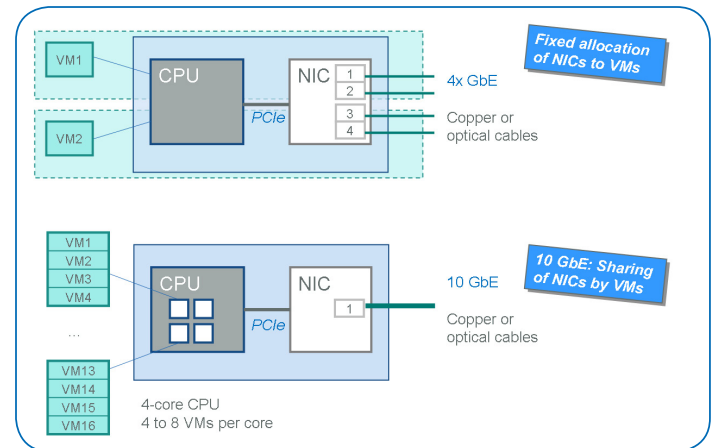 Fixed allocation
of NICs to VMs
VM1
CPU
NIC
1
2
4x GbE
PCIe
VM2
3
4
Copper or
optical cables
VM1
VM2
VM3
VM4
...
VM13
VM14
VM15
VM16
CPU
NIC
1
PCIe
10 GbE
Copper or
optical cables
10 GbE: Sharing
of NICs by VMs
4-core CPU
4 to 8 VMs per core